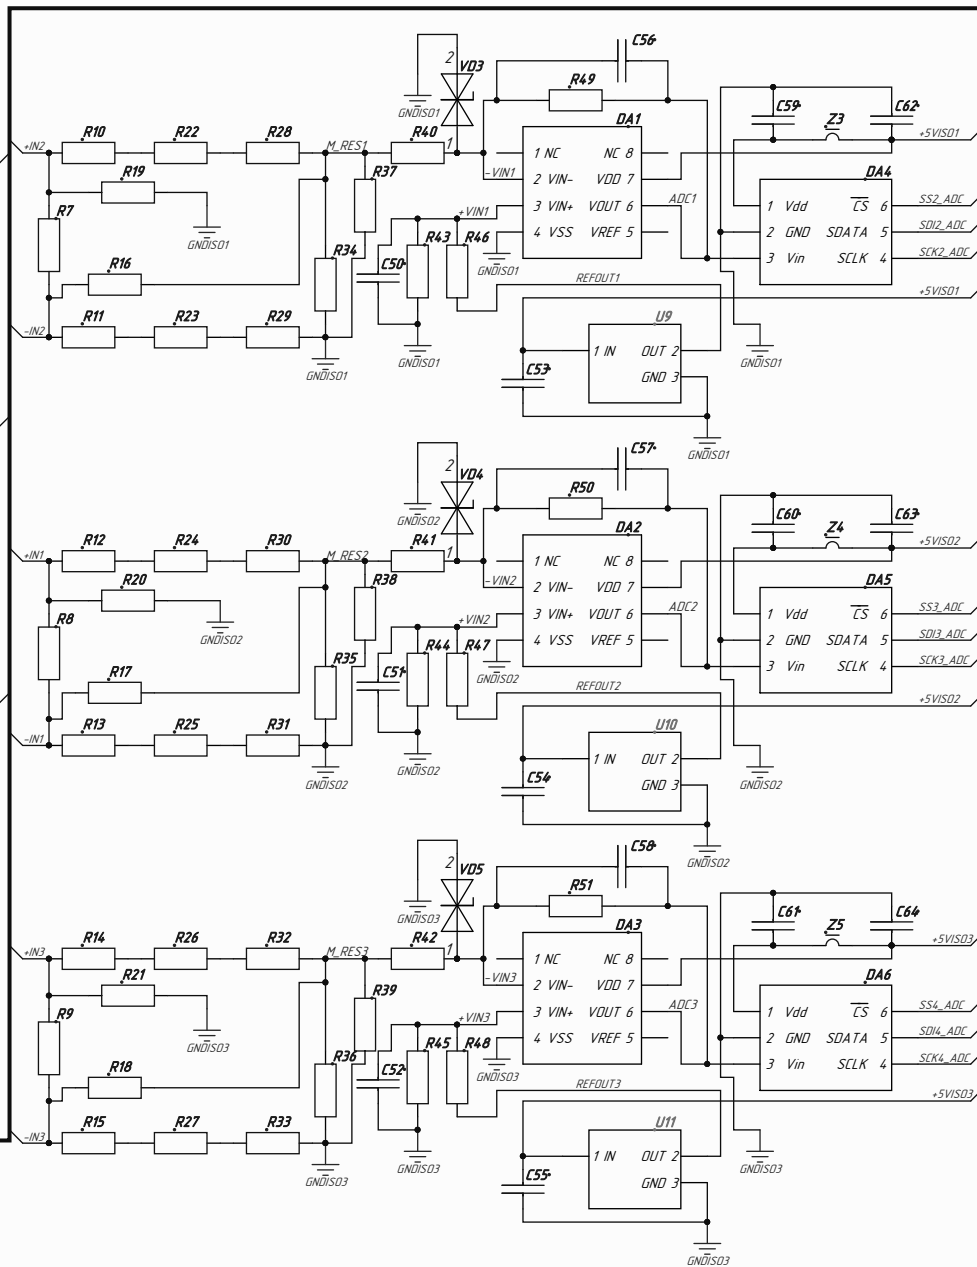 C56
2
VD3
R49
GNDISO1
C59
Z3
C62
DA1
+5VISO1
+IN2
R10
R22
R28
M_RES1
R40
1
1 NC
NC 8
R19
R37
-VIN1
2 VIN-
VDD 7
DA4
ADC1
R7
+VIN1
3 VIN+
VOUT 6
1 Vdd
CS 6
SS2_ADC
GNDISO1
R34
R43
R46
4 VSS
VREF 5
2 GND
SDATA 5
SDI2_ADC
R16
C50
GNDISO1
3 Vin
SCLK 4
SCK2_ADC
REFOUT1
+5VISO1
R11
R23
R29
U9
-IN2
GNDISO1
GNDISO1
1 IN
OUT 2
GNDISO1
C53
GND 3
GNDISO1
C57
2
VD4
R50
GNDISO2
C60
Z4
C63
DA2
+5VISO2
+IN1
R12
R24
R30
M_RES2
R41
1
1 NC
NC 8
R20
R38
-VIN2
2 VIN-
VDD 7
DA5
ADC2
R8
+VIN2
3 VIN+
VOUT 6
1 Vdd
CS 6
SS3_ADC
GNDISO2
R35
R44
R47
4 VSS
VREF 5
2 GND
SDATA 5
SDI3_ADC
R17
C51
GNDISO2
3 Vin
SCLK 4
SCK3_ADC
REFOUT2
+5VISO2
R13
R25
R31
U10
-IN1
GNDISO2
GNDISO2
1 IN
OUT 2
GNDISO2
C54
GND 3
GNDISO2
C58
2
VD5
R51
GNDISO3
C61
Z5
C64
DA3
+5VISO3
+IN3
R14
R26
R32
M_RES3
R42
1
1 NC
NC 8
R21
R39
-VIN3
2 VIN-
VDD 7
DA6
ADC3
R9
+VIN3
3 VIN+
VOUT 6
1 Vdd
CS 6
SS4_ADC
GNDISO3
R36
R45
R48
4 VSS
VREF 5
2 GND
SDATA 5
SDI4_ADC
R18
C52
GNDISO3
3 Vin
SCLK 4
SCK4_ADC
REFOUT3
+5VISO3
R15
R27
R33
U11
-IN3
GNDISO3
GNDISO3
1 IN
OUT 2
GNDISO3
C55
GND 3
GNDISO3